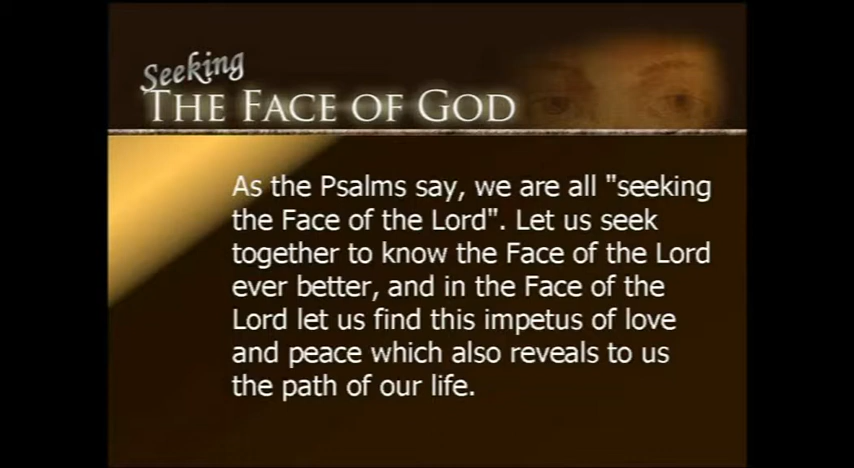 Seeking
THE FACE OF GOD
As the Psalms say, we are all "seeking
the Face of the Lord". Let us seek
together to know the Face of the Lord
ever better, and in the Face of the
Lord let us find this impetus of love
and peace which also reveals to us
the path of our life.